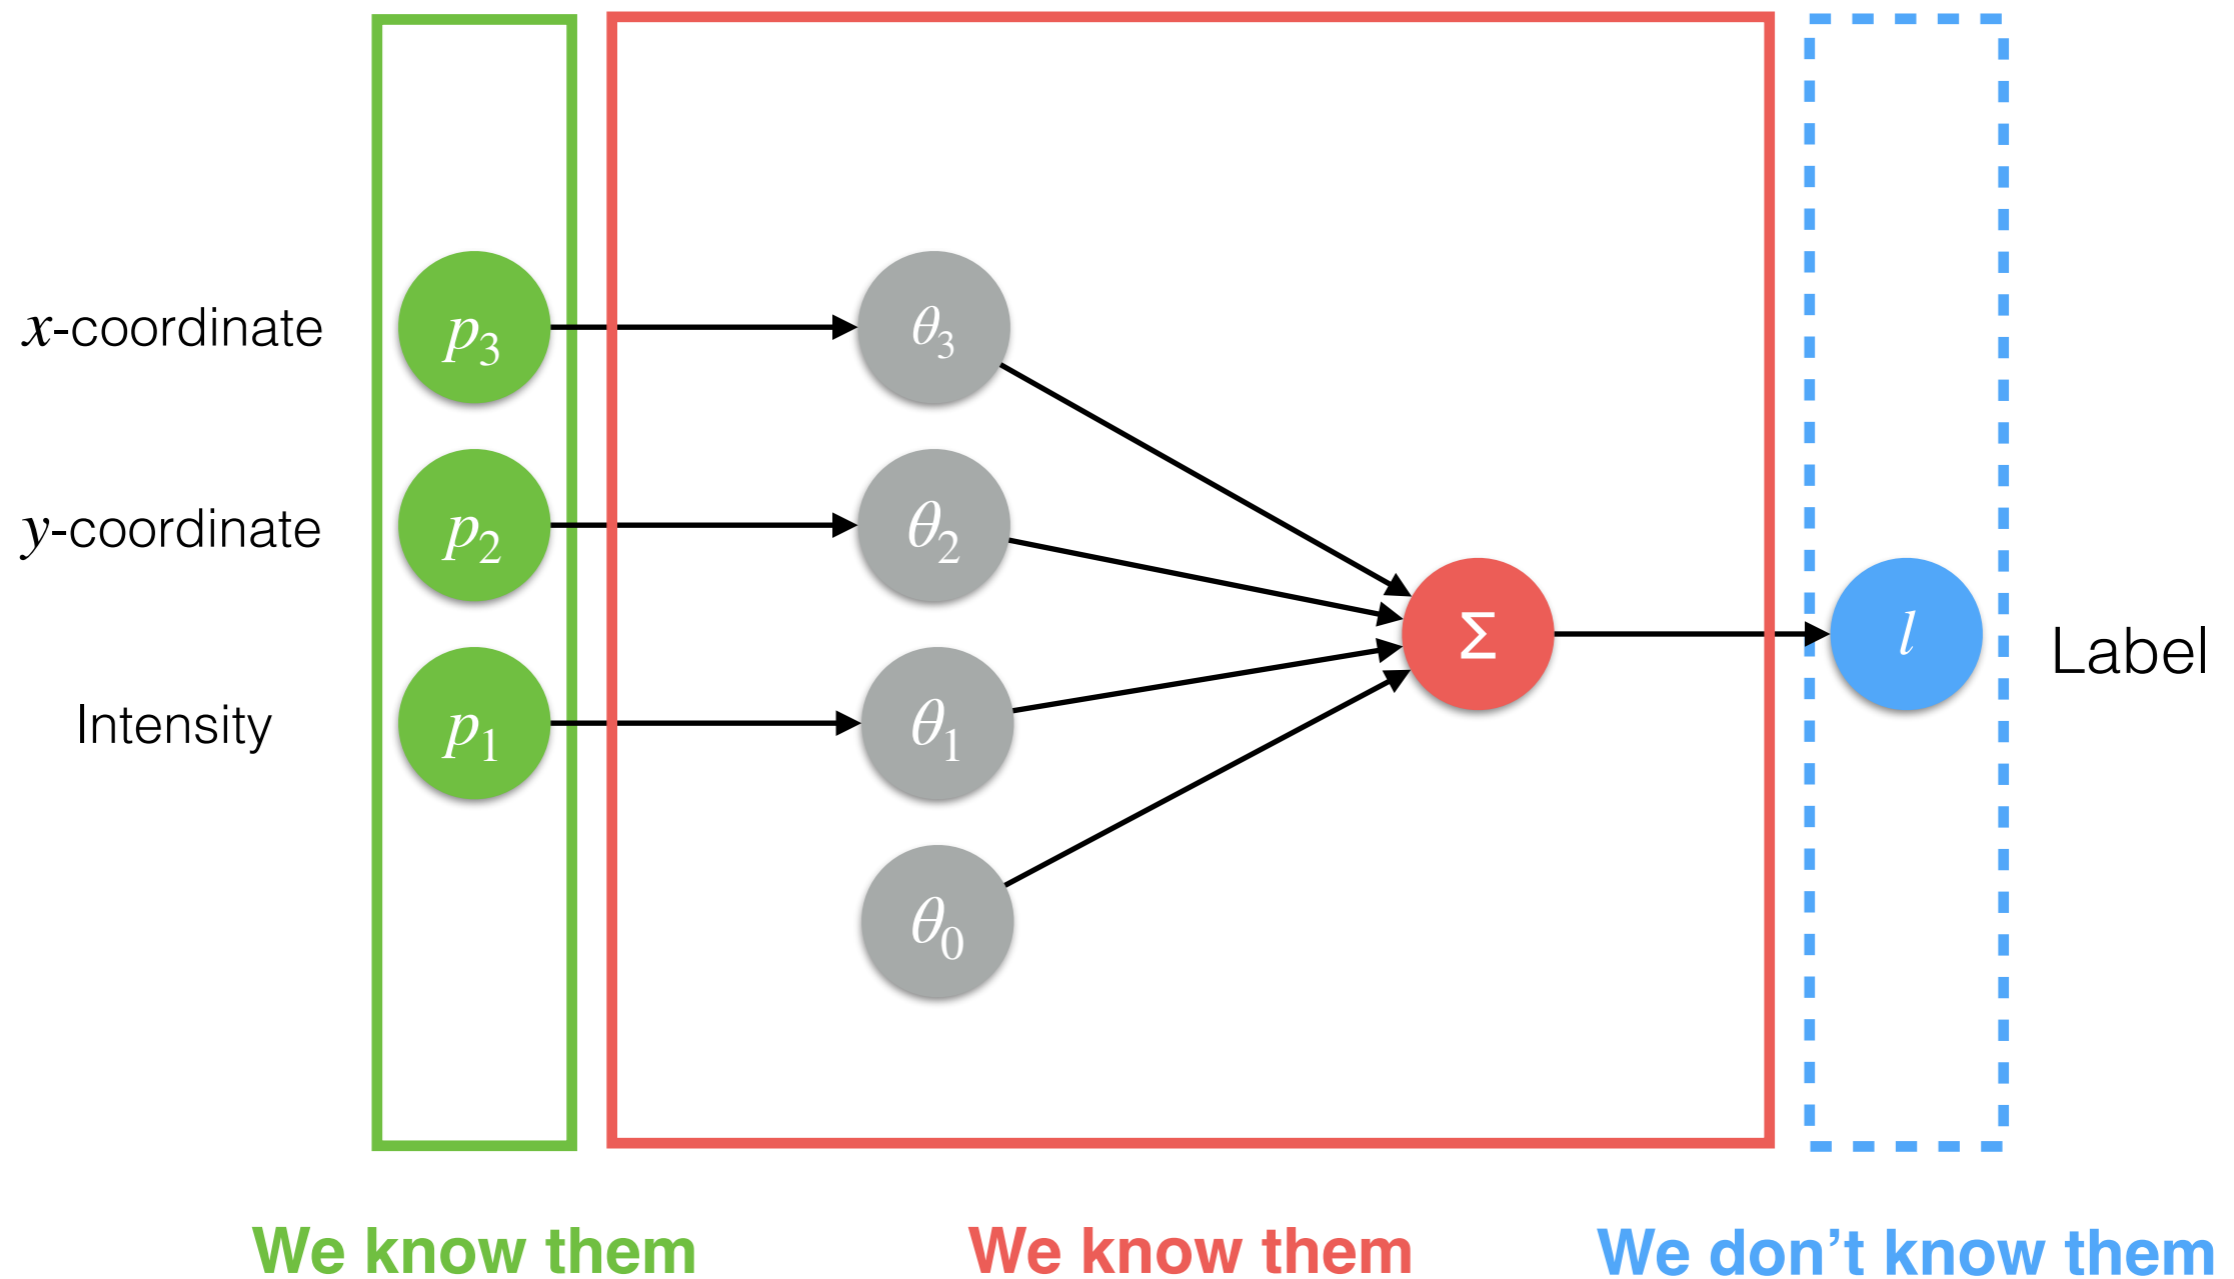 x-coordinate
p3
θ3
y-coordinate
p2
θ2
Σ
l
Label
Intensity
p1
θ1
θ0
We know them
We know them
We don’t know them